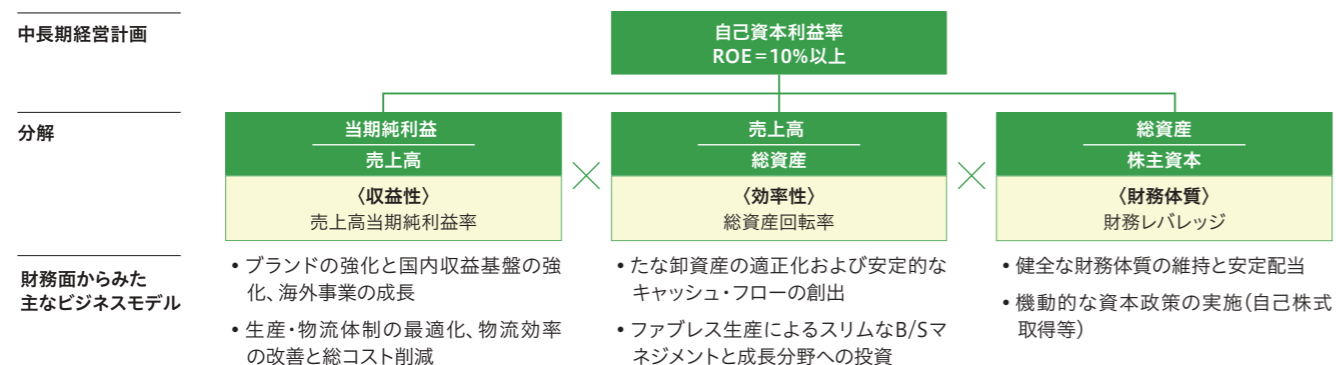 中長期経営計画
自己資本利益率
ROE=10%以上
分解
当期純利益
売上高
〈収益性〉
売上高当期純利益率
×
売上高
総資産
〈効率性〉
総資産回転率
×
総資産
株主資本
〈財務体質〉
財務レバレッジ
財務面からみた
主なビジネスモデル
• ブランドの強化と国内収益基盤の強
化、海外事業の成長
• 生産・物流体制の最適化、物流効率
の改善と総コスト削減
• たな卸資産の適正化および安定的な
キャッシュ・フローの創出
• ファブレス生産によるスリムなB/Sマ
ネジメントと成長分野への投資
• 健全な財務体質の維持と安定配当
• 機動的な資本政策の実施(自己株式
取得等)